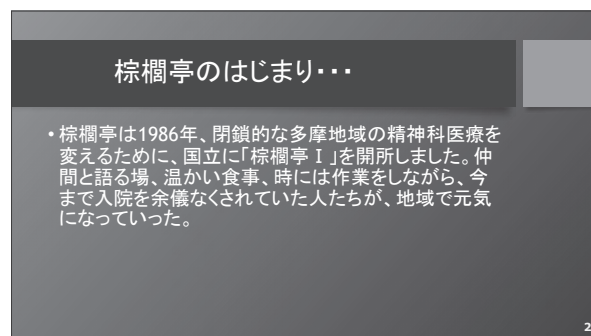 棕櫚亭のはじまり・・・
• 棕櫚亭は1986年、閉鎖的な多摩地域の精神科医療を
変えるために、国立に「棕櫚亭Ⅰ」を開所しました。仲
間と語る場、温かい食事、時には作業をしながら、今
まで入院を余儀なくされていた人たちが、地域で元気
になっていった。
2